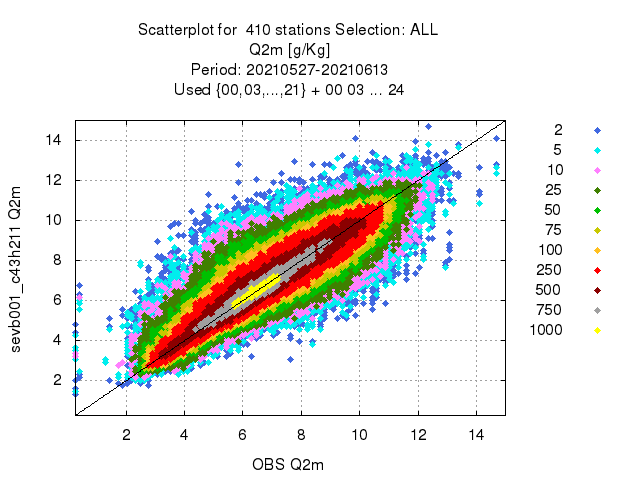 Scatterplot for 410 stations Selection: ALL
Q2m [g/Kg]
Period: 20210527-20210613
Used {00,03,...,21} + 00 03 ... 24
sevb001_c43h211 Q2m
14
12
10
8
6
4
2
2 4 6 8 10 12 14
OBS Q2m
2
5
10
25
50
75
100
250
500
750
1000